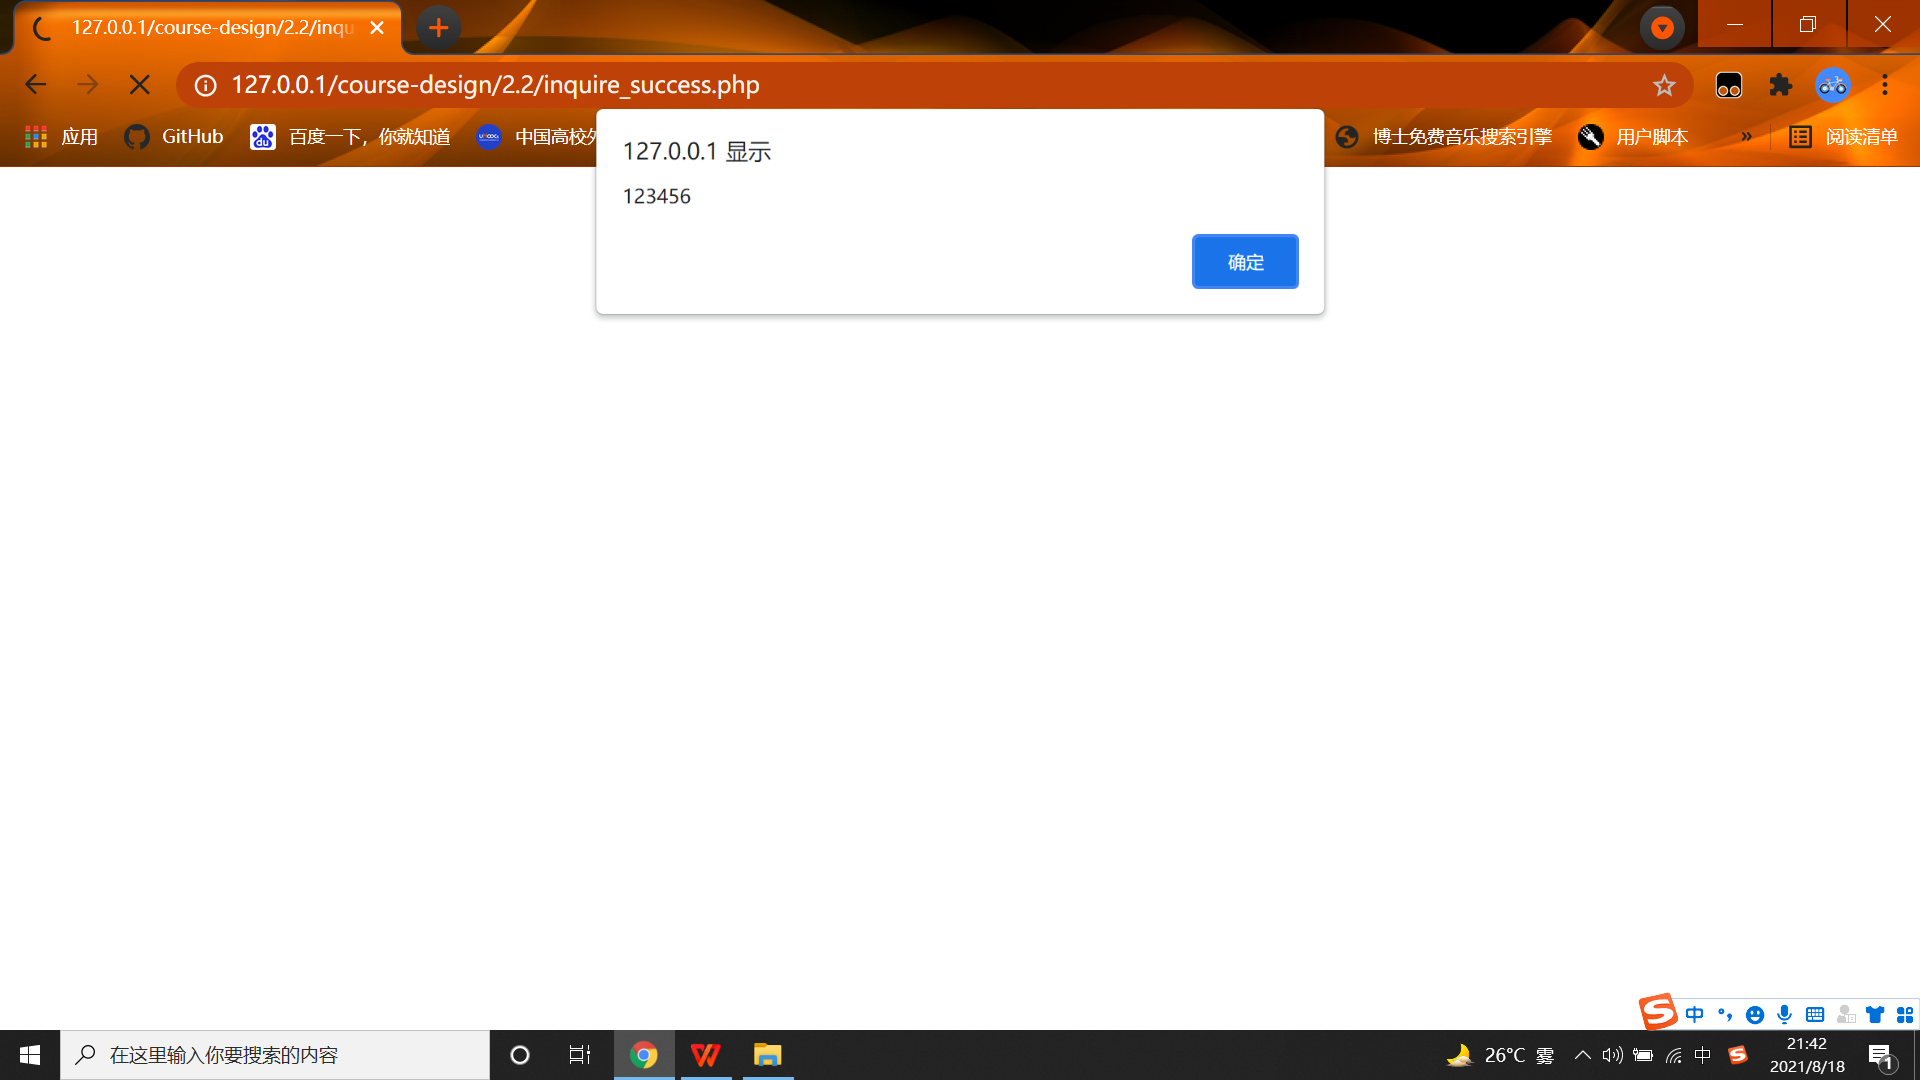 127.0.0.1/course-design/2.2/inqu
127.0.0.1/course-design/2.2/inquire_success.php
应用
GitHub
百度一下，你就知道
中国高校外
博士免费音乐搜索引擎
用户脚本
»
阅读清单
127.0.0.1 显示
123456
确定
中
在这里输入你要搜索的内容
26°C 雾
中
21:42
2021/8/18
1